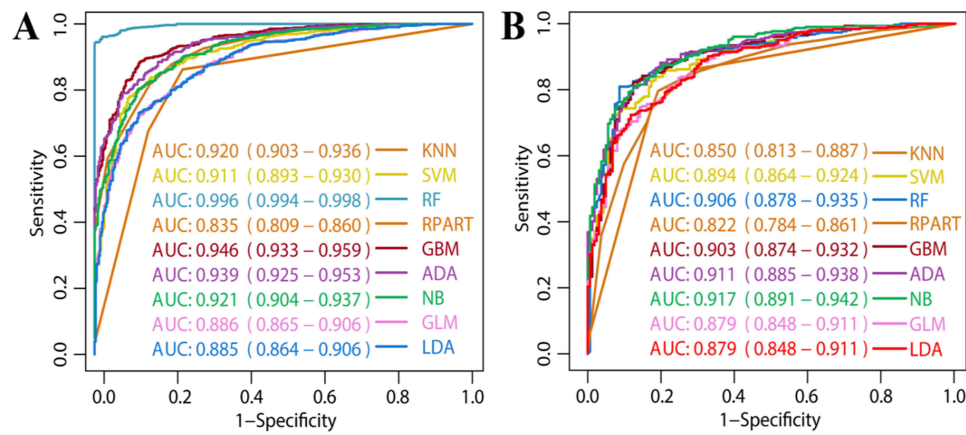 A
Sensitivity
1.0
0.8
0.6
0.4
0.2
0.0
AUC: 0.920 ( 0.903 – 0.936) KNN
AUC: 0.911 ( 0.893 – 0.930) SVM
AUC: 0.996 ( 0.994 – 0.998) RF
AUC: 0.835 ( 0.809 – 0.860) RPART
AUC: 0.946 ( 0.933 – 0.959) GBM
AUC: 0.939 ( 0.925 – 0.953) ADA
AUC: 0.921 ( 0.904 – 0.937) NB
AUC: 0.886 ( 0.865 – 0.906) GLM
AUC: 0.885 ( 0.864 – 0.906) LDA
0.0 0.2 0.4 0.6 0.8 1.0
1−Specificity
B
Sensitivity
1.0
0.8
0.6
0.4
0.2
0.0
AUC: 0.850 ( 0.813 – 0.887) KNN
AUC: 0.894 ( 0.864 – 0.924) SVM
AUC: 0.906 ( 0.878 – 0.935) RF
AUC: 0.822 ( 0.784 – 0.861) RPART
AUC: 0.903 ( 0.874 – 0.932) GBM
AUC: 0.911 ( 0.885 – 0.938) ADA
AUC: 0.917 ( 0.891 – 0.942) NB
AUC: 0.879 ( 0.848 – 0.911) GLM
AUC: 0.879 ( 0.848 – 0.911) LDA
0.0 0.2 0.4 0.6 0.8 1.0
1−Specificity